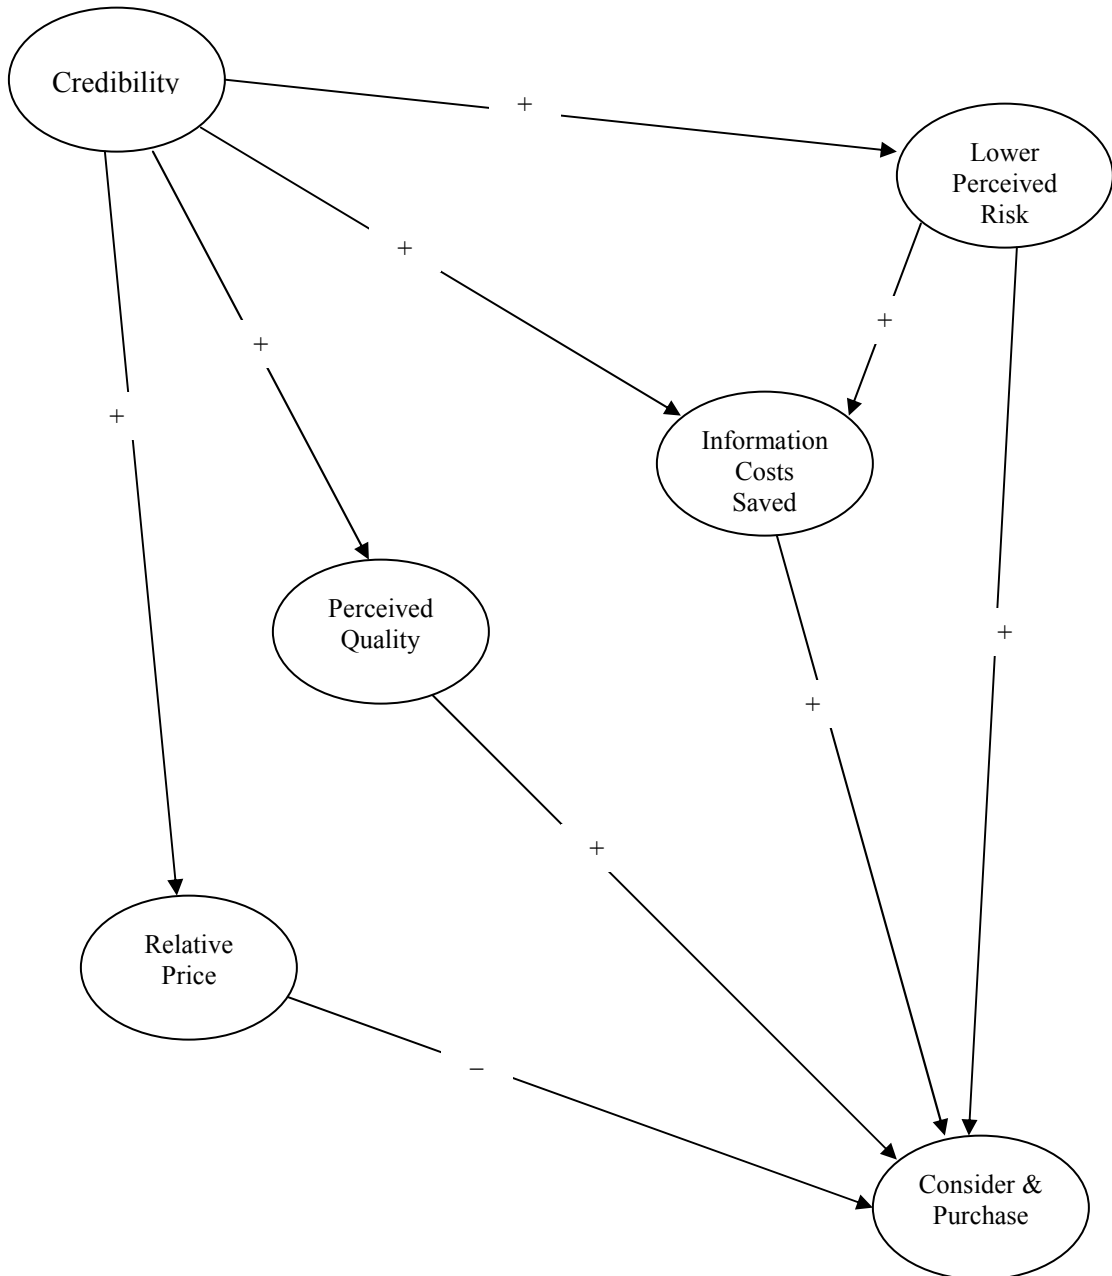 Credibility
+
Lower
Perceived
Risk
+
+
+
+
Information
Costs
Saved
Perceived
Quality
+
+
+
Relative
Price
–
Consider &
Purchase